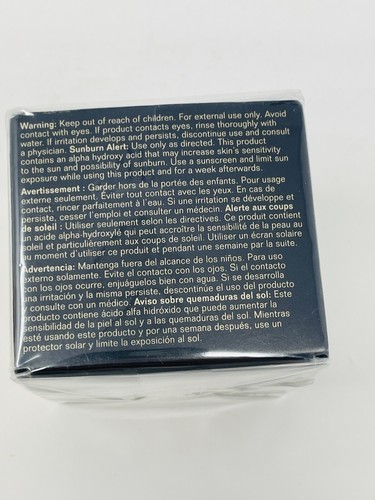 Warning: Keep out of reach of children. For external use only. Avoid
contact with eyes. If product contacts eyes, rinse thoroughly with
water. If irritation develops and persists, discontinue use and consult
a physician. Sunburn Alert: Use only as directed. This product
contains an alpha hydroxy acid that may increase skin's sensitivity
to the sun and possibility of sunburn. Use a sunscreen and limit sun
exposure while using this product and for a week afterwards.
Avertissement : Garder hors de la portée des enfants. Pour usage
externe seulement. Éviter tout contact avec les yeux. En cas de
contact, rincer parfaitement à l'eau. Si une irritation se développe et
persiste, cesser l'emploi et consulter un médecin. Alerte aux coups
de soleil : Utiliser seulement selon les directives. Ce produit contient
un acide alpha-hydroxylé qui peut accroître la sensibilité de la peau au
soleil et particulièrement aux coups de soleil. Utiliser un écran solaire
au moment d'utiliser ce produit et pendant une semaine par la suite.
Advertencia: Mantenga fuera del alcance de los niños. Para uso
externo solamente. Evite el contacto con los ojos. Si el contacto
con los ojos ocurre, enjuáguelos bien con agua. Si se desarrolla
una irritación y la misma persiste, descontinúe el uso del producto
y consulte con un médico. Aviso sobre quemaduras del sol: Este
producto contiene ácido alfa hidróxido que puede aumentar la
sensibilidad de la piel al sol y a las quemaduras del sol. Mientras
esté usando este producto y por una semana después, use un
protector solar y limite la exposición al sol.